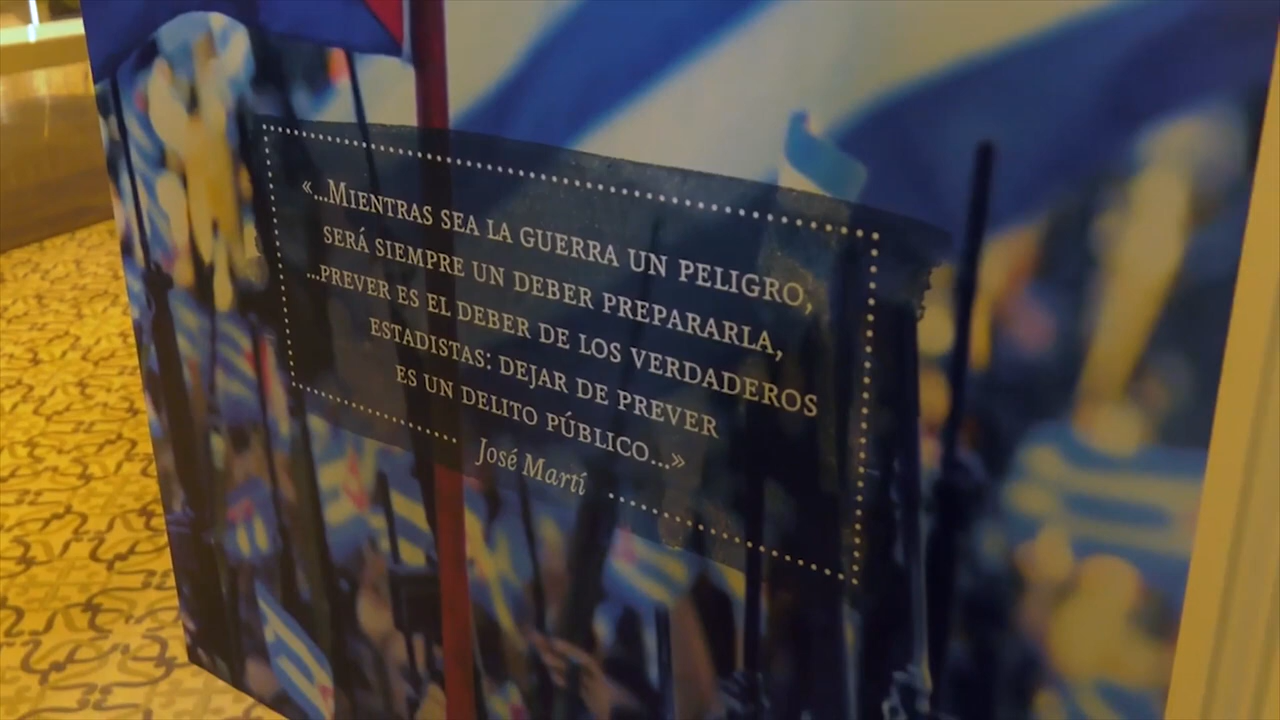 «...Mientras sea la guerra un peligro,
será siempre un deber prepararla,
...prever es el deber de los verdaderos
estadistas: dejar de prever
es un delito público...»
José Martí